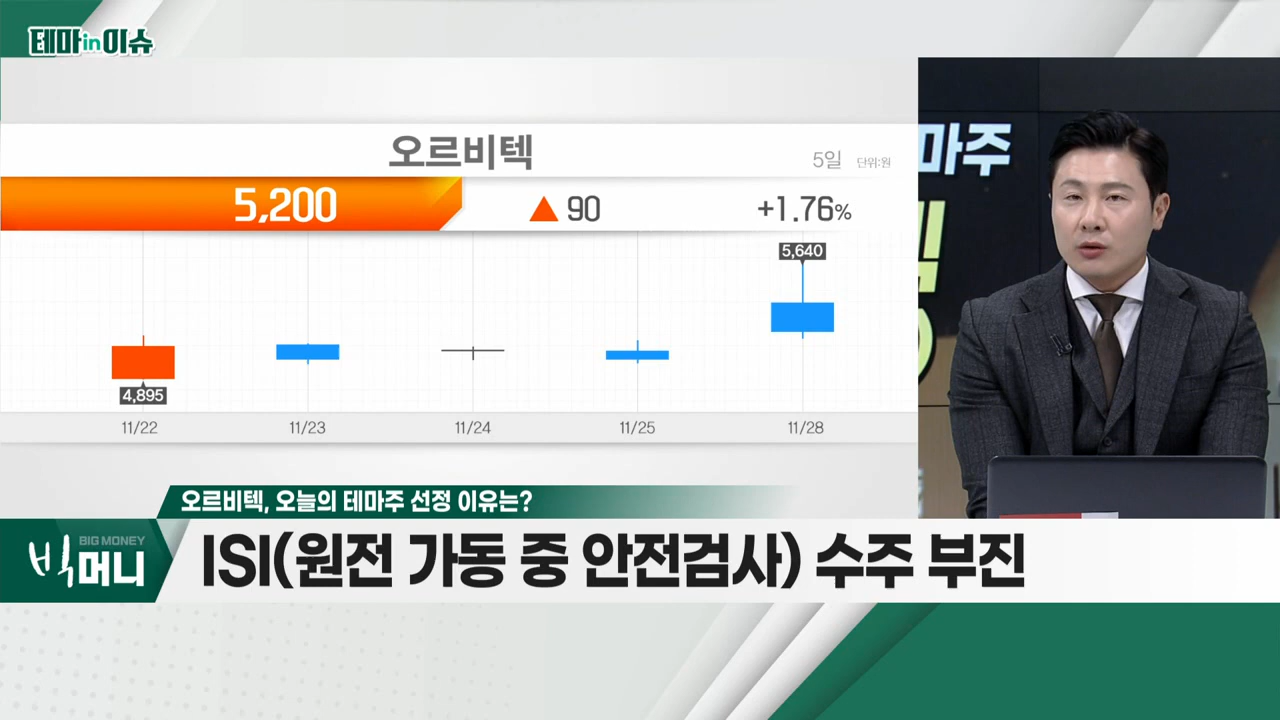 테마in이슈
오르비텍
5일 단위:원
5,200 ▲ 90 +1.76%
5,640
4,895
11/22 11/23 11/24 11/25 11/28
마주
오르비텍, 오늘의 테마주 선정 이유는?
BIG MONEY
빅머니
ISI(원전 가동 중 안전검사) 수주 부진